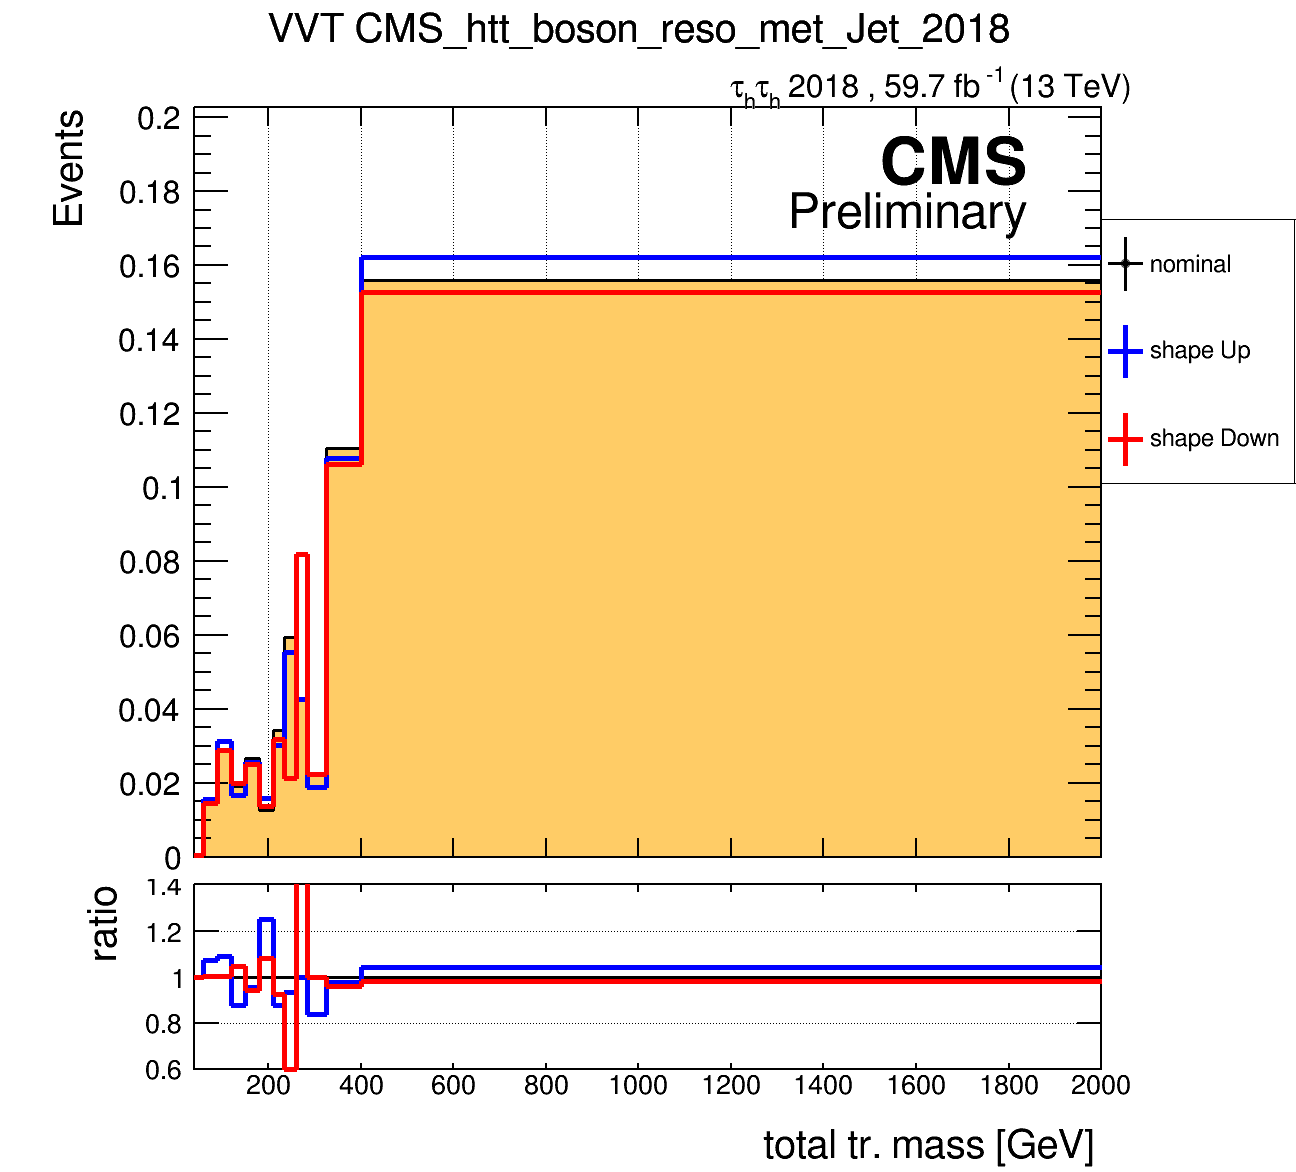 VVT CMS_htt_boson_reso_met_Jet_2018
τhτh 2018 , 59.7 fb-1 (13 TeV)
CMS
Preliminary
Events
0.2
0.18
0.16
0.14
0.12
0.1
0.08
0.06
0.04
0.02
0
nominal
shape Up
shape Down
ratio
1.4
1.2
1
0.8
0.6
200 400 600 800 1000 1200 1400 1600 1800 2000
total tr. mass [GeV]